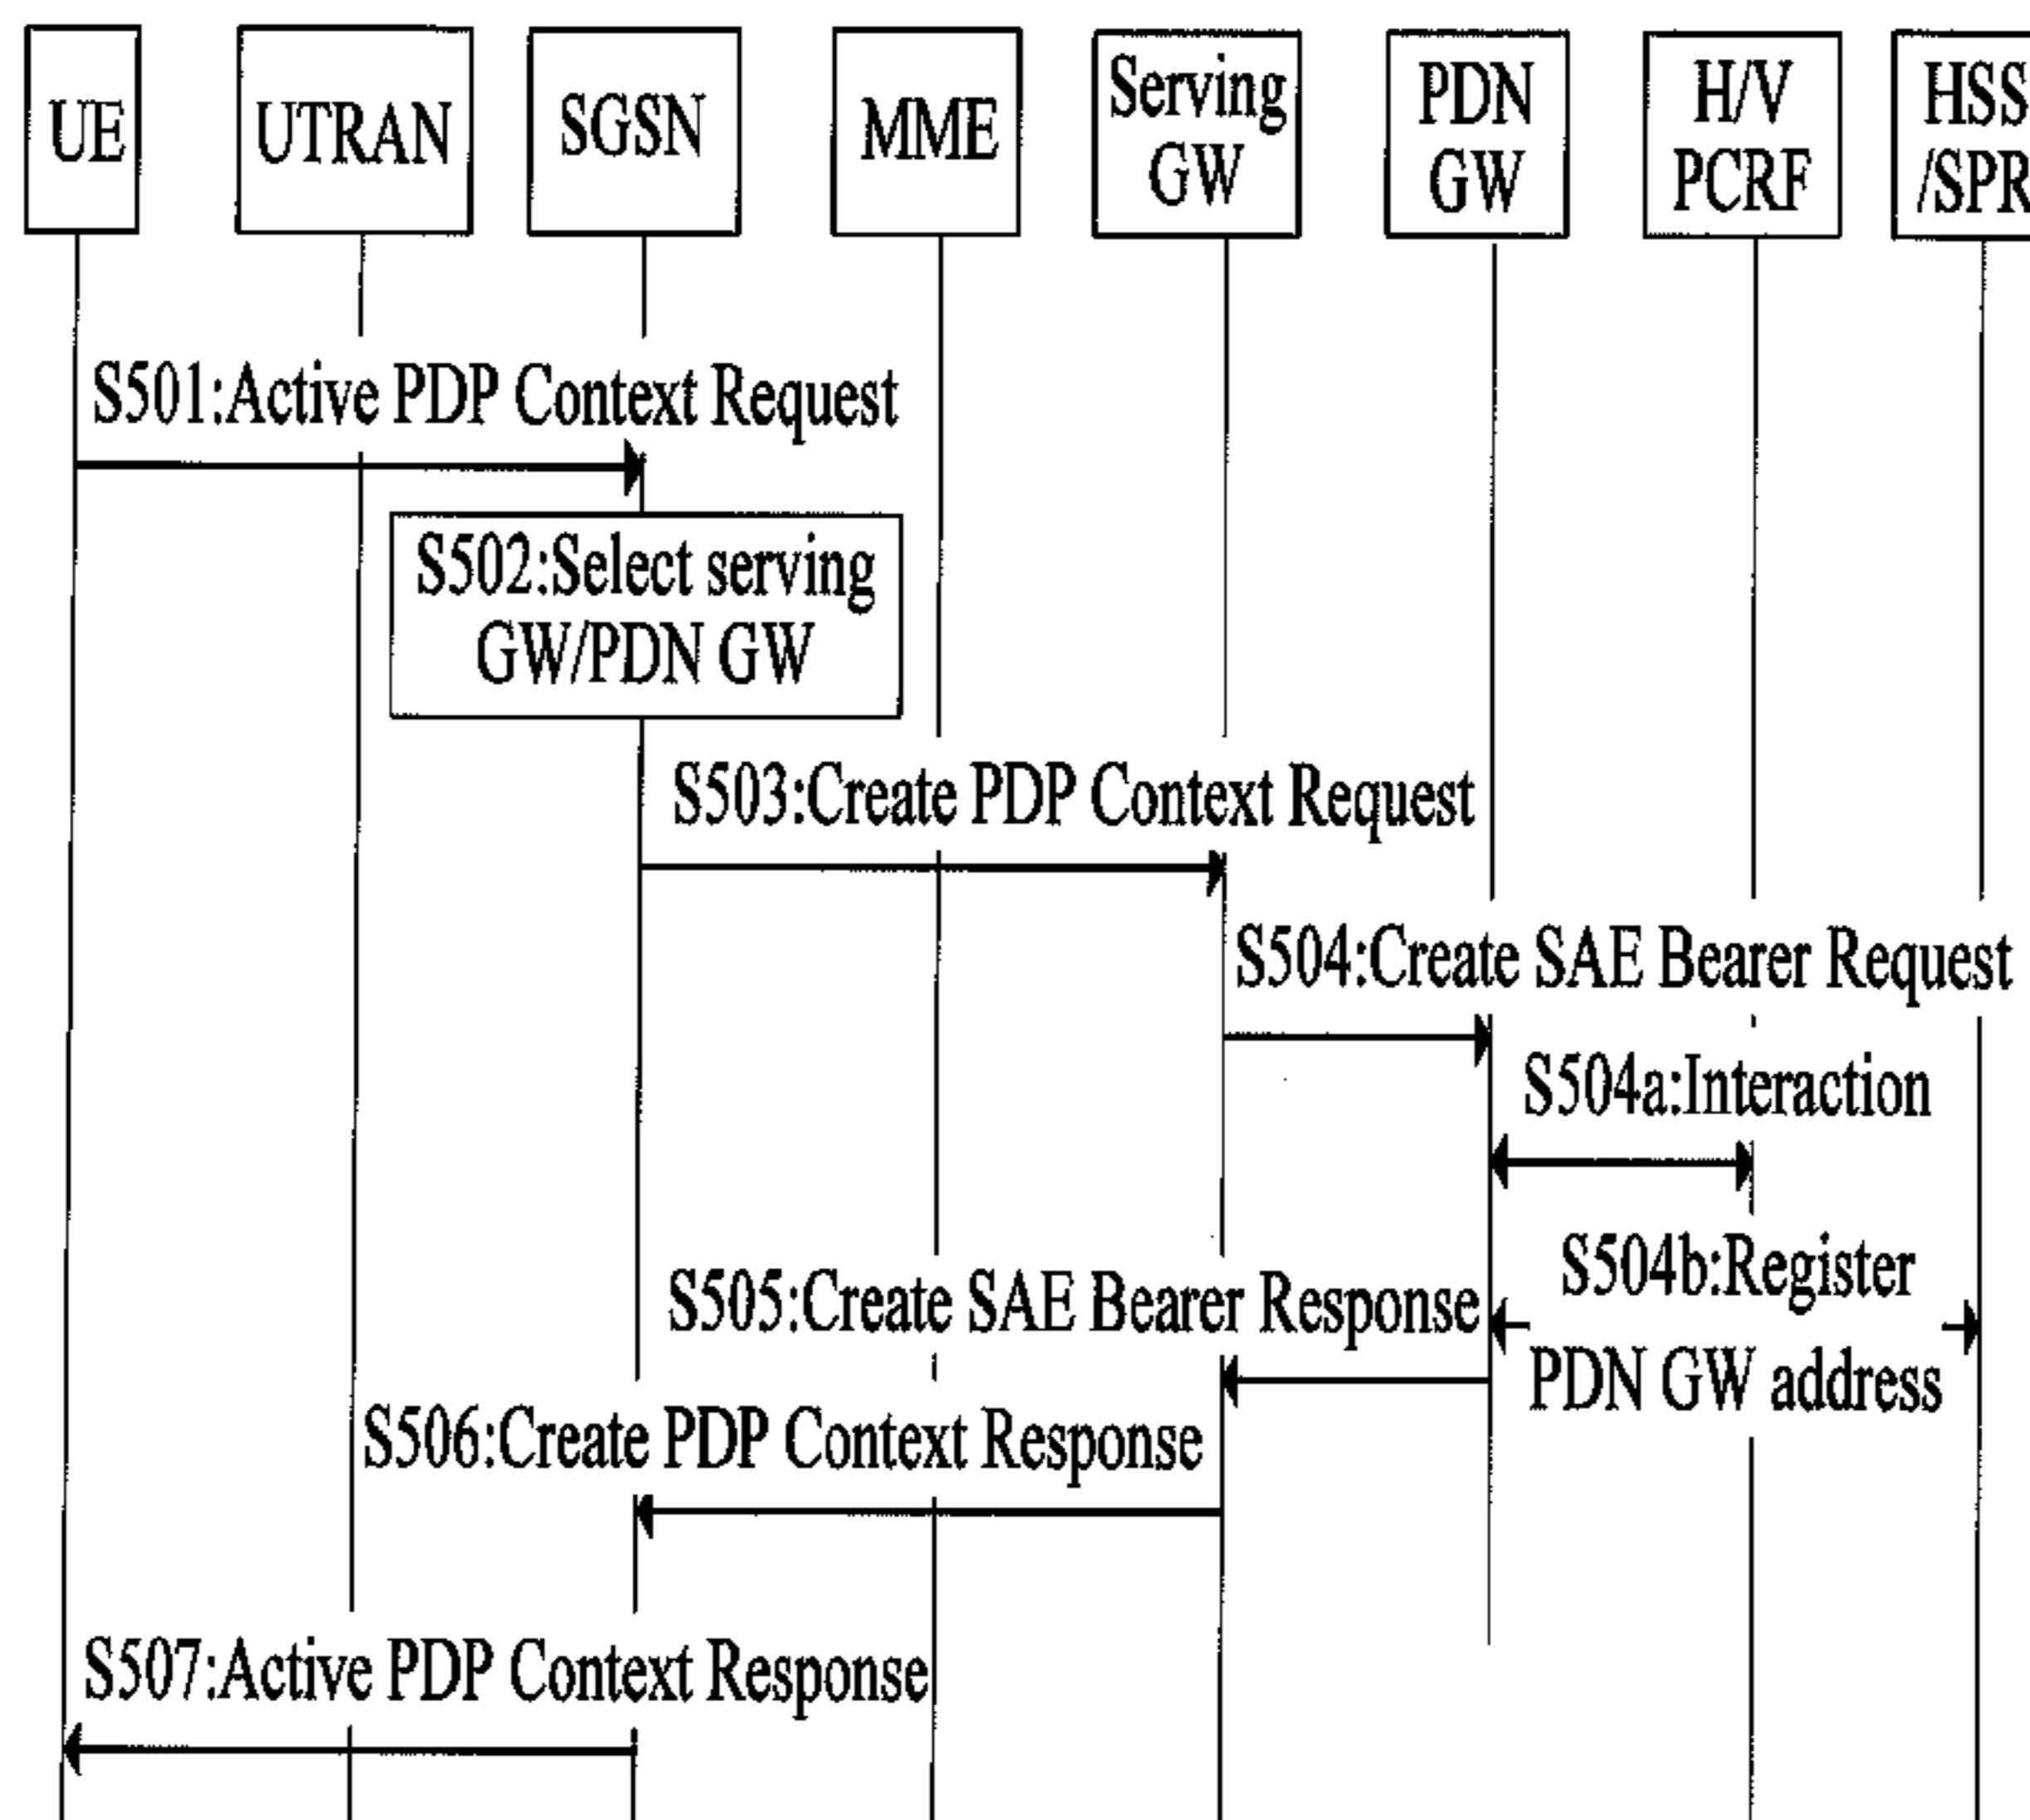 UE
UTRAN
SGSN
MME
Serving
GW
PDN
GW
H/V
PCRF
HSS
/SPR
S501:Active PDP Context Request
S502:Select serving
GW/PDN GW
S503:Create PDP Context Request
S504:Create SAE Bearer Request
S504a:Interaction
S504b:Register
PDN GW address
S505:Create SAE Bearer Response
S506:Create PDP Context Response
S507:Active PDP Context Response